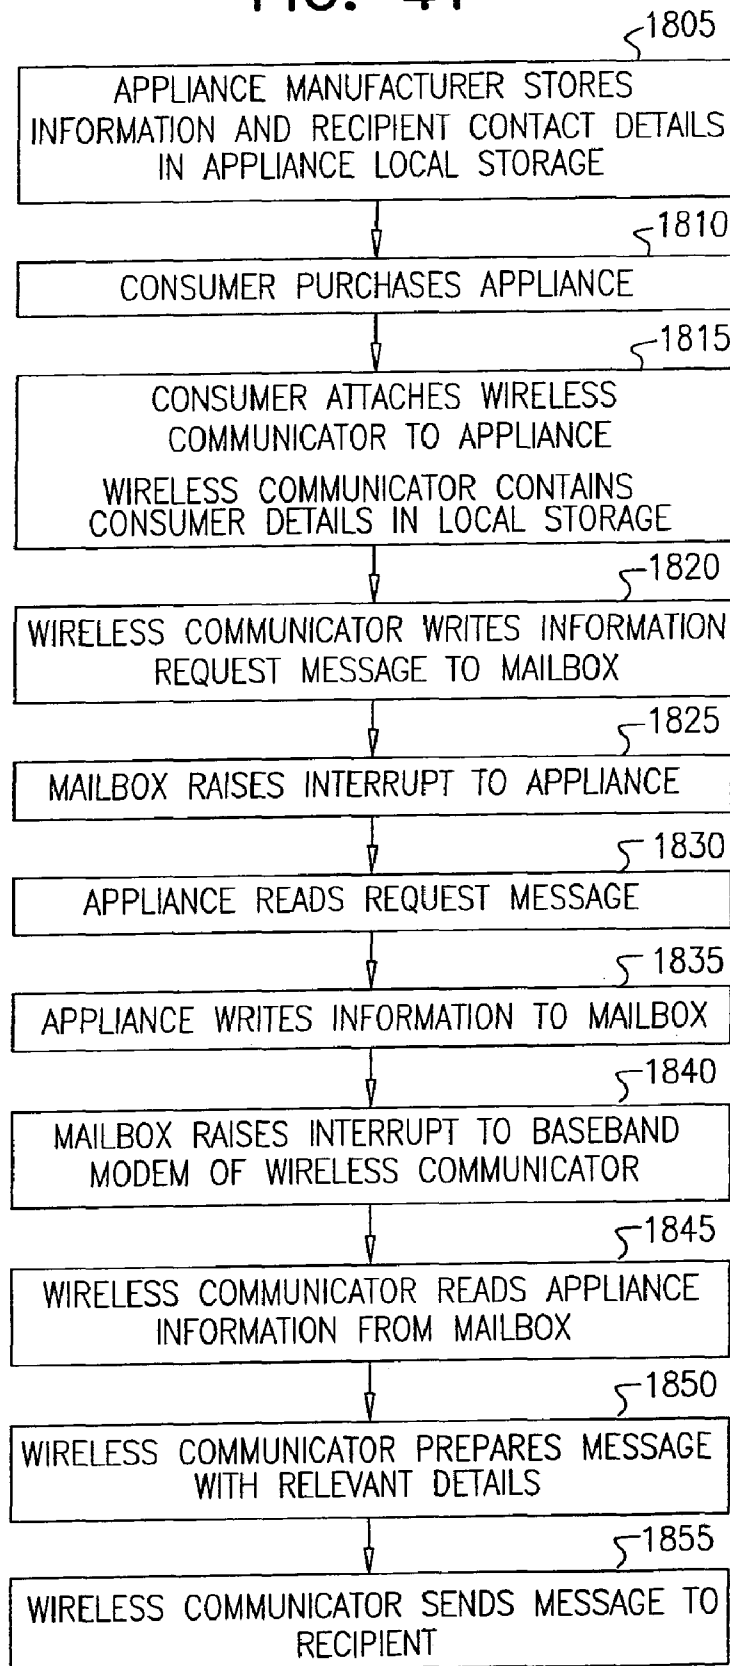 FIG. 41
1805
APPLIANCE MANUFACTURER STORES
INFORMATION AND RECIPIENT CONTACT DETAILS
IN APPLIANCE LOCAL STORAGE
1810
CONSUMER PURCHASES APPLIANCE
1815
CONSUMER ATTACHES WIRELESS
COMMUNICATOR TO APPLIANCE
WIRELESS COMMUNICATOR CONTAINS
CONSUMER DETAILS IN LOCAL STORAGE
1820
WIRELESS COMMUNICATOR WRITES INFORMATION
REQUEST MESSAGE TO MAILBOX
1825
MAILBOX RAISES INTERRUPT TO APPLIANCE
1830
APPLIANCE READS REQUEST MESSAGE
1835
APPLIANCE WRITES INFORMATION TO MAILBOX
1840
MAILBOX RAISES INTERRUPT TO BASEBAND
MODEM OF WIRELESS COMMUNICATOR
1845
WIRELESS COMMUNICATOR READS APPLIANCE
INFORMATION FROM MAILBOX
1850
WIRELESS COMMUNICATOR PREPARES MESSAGE
WITH RELEVANT DETAILS
1855
WIRELESS COMMUNICATOR SENDS MESSAGE TO
RECIPIENT